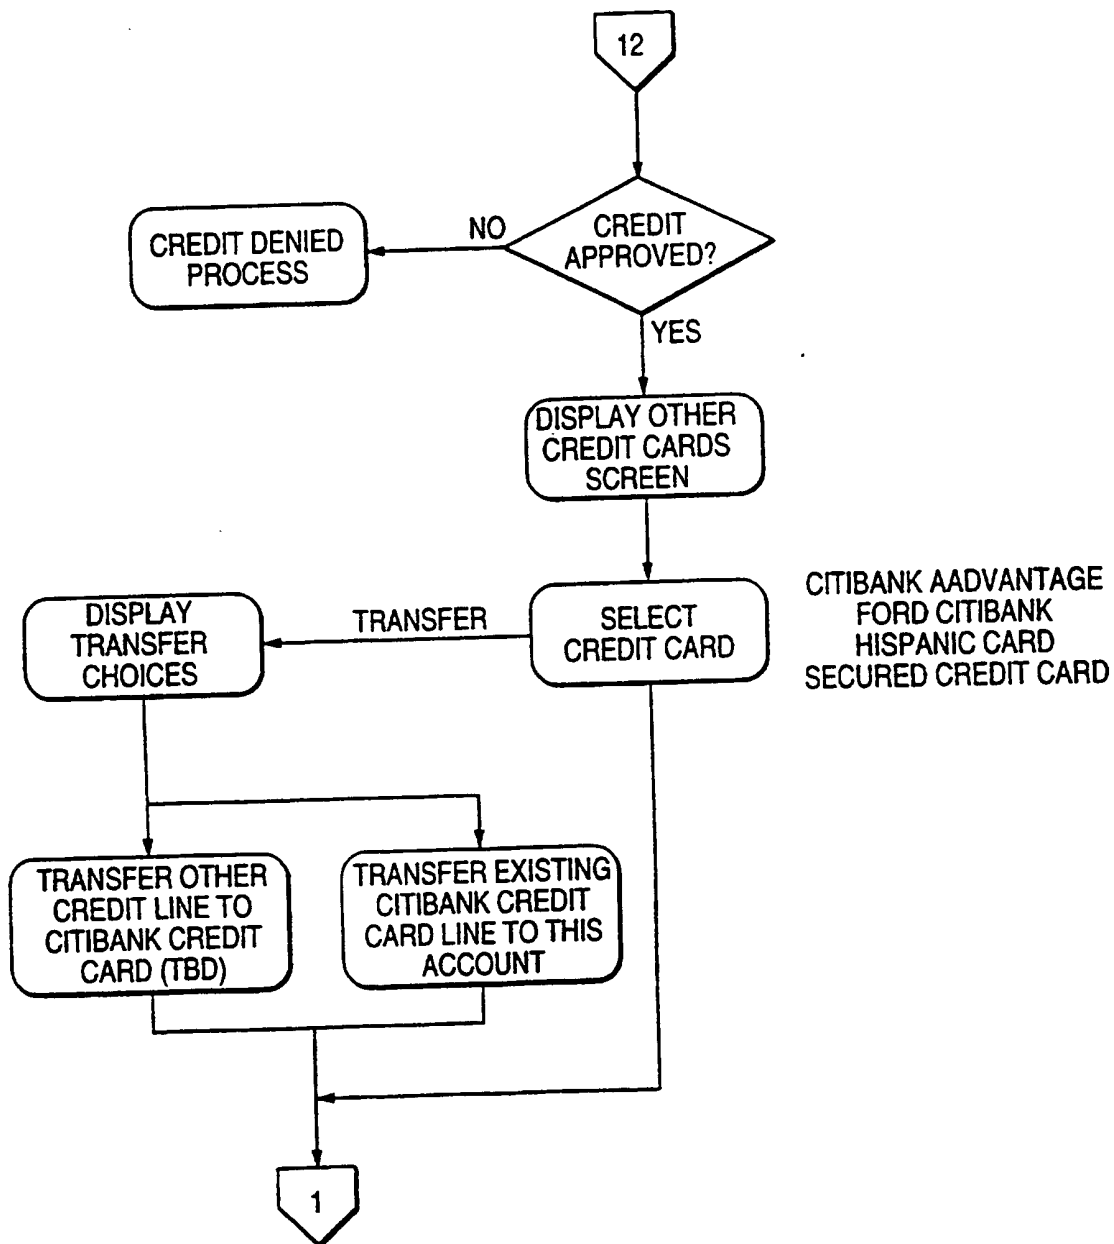 12
CREDIT
APPROVED?
NO
CREDIT DENIED
PROCESS
YES
DISPLAY OTHER
CREDIT CARDS
SCREEN
SELECT
CREDIT CARD
CITIBANK AADVANTAGE
FORD CITIBANK
HISPANIC CARD
SECURED CREDIT CARD
TRANSFER
DISPLAY
TRANSFER
CHOICES
TRANSFER OTHER
CREDIT LINE TO
CITIBANK CREDIT
CARD (TBD)
TRANSFER EXISTING
CITIBANK CREDIT
CARD LINE TO THIS
ACCOUNT
1